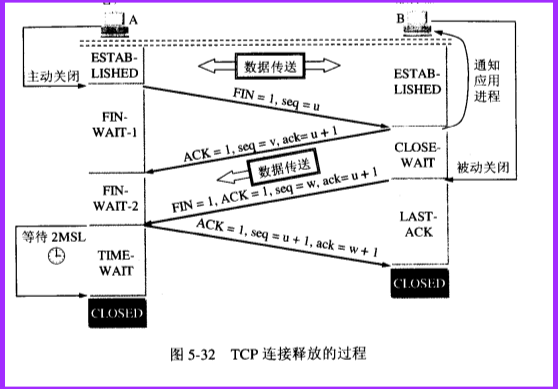 A
B
ESTAB-
LISHED
数据传送
ESTAB-
LISHED
通知
应用
进程
主动关闭
FIN = 1, seq = u
FIN-
WAIT-1
ACK = 1, seq = v, ack= u + 1
CLOSE-
WAIT
数据传送
被动关闭
FIN = 1, ACK = 1, seq = w, ack= u + 1
FIN-
WAIT-2
LAST-
ACK
ACK = 1, seq = u + 1, ack = w + 1
等待 2MSL
TIME-
WAIT
CLOSED
CLOSED
图 5-32 TCP 连接释放的过程